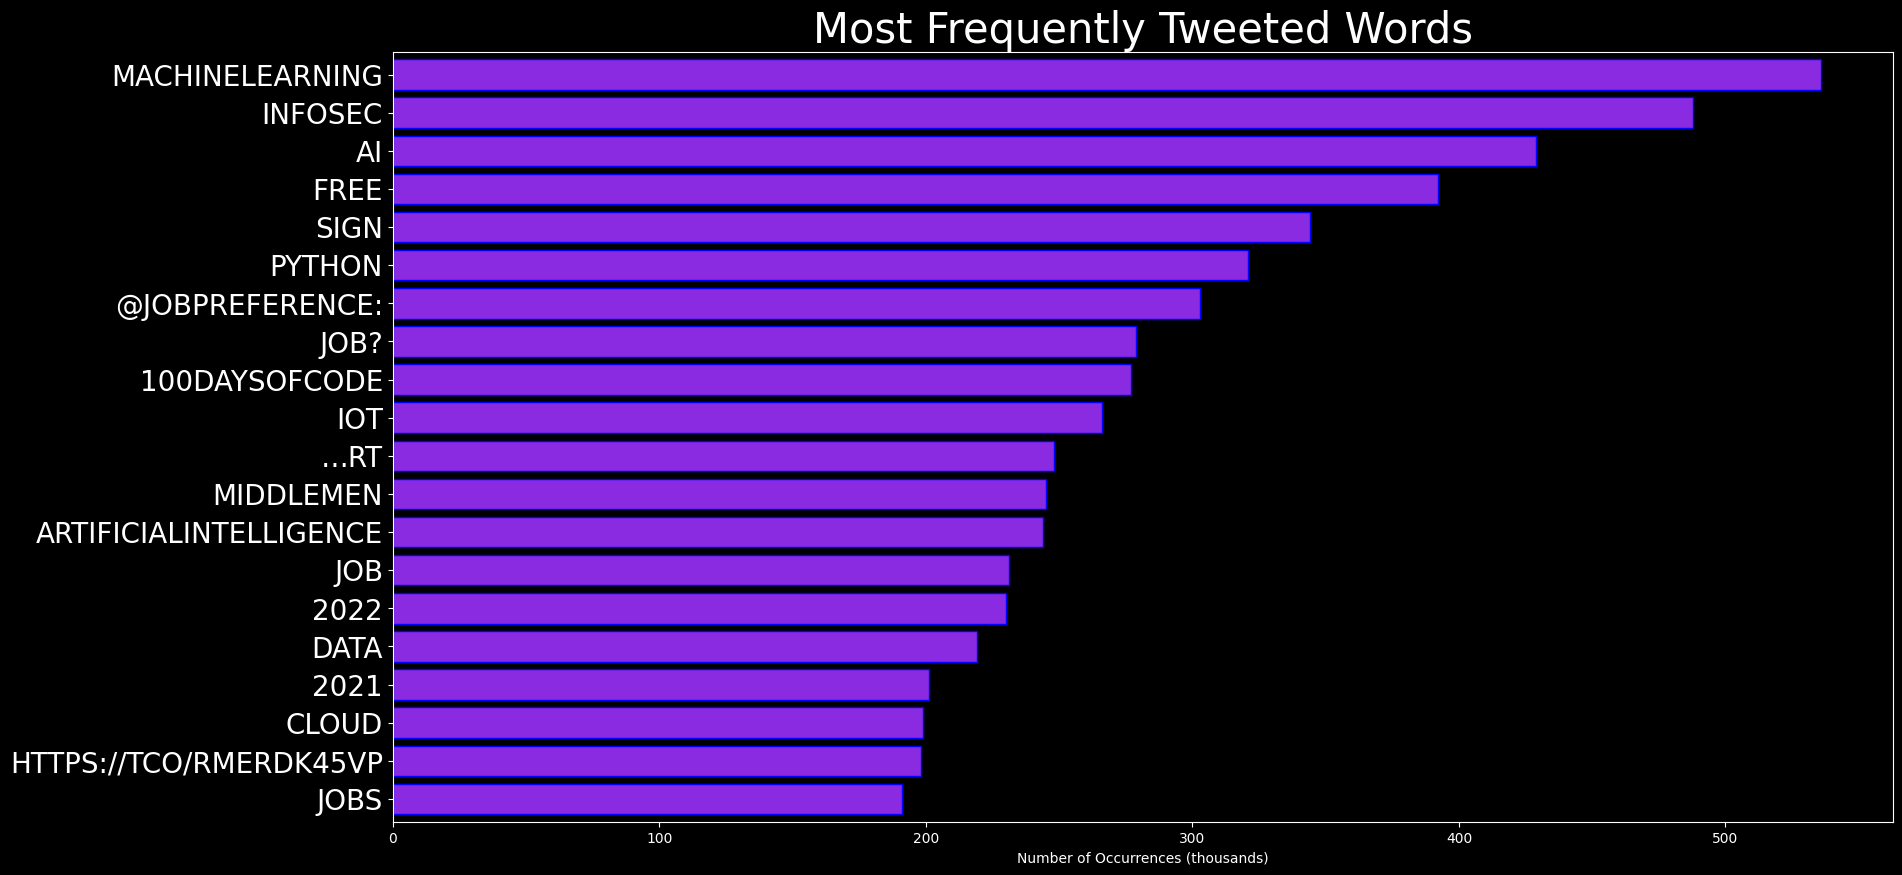 Most Frequently Tweeted Words
MACHINELEARNING
INFOSEC
AI
FREE
SIGN
PYTHON
@JOBPREFERENCE:
JOB?
100DAYSOFCODE
IOT
…RT
MIDDLEMEN
ARTIFICIALINTELLIGENCE
JOB
2022
DATA
2021
CLOUD
HTTPS://TCO/RMERDK45VP
JOBS
0 100 200 300 400 500
Number of Occurrences (thousands)